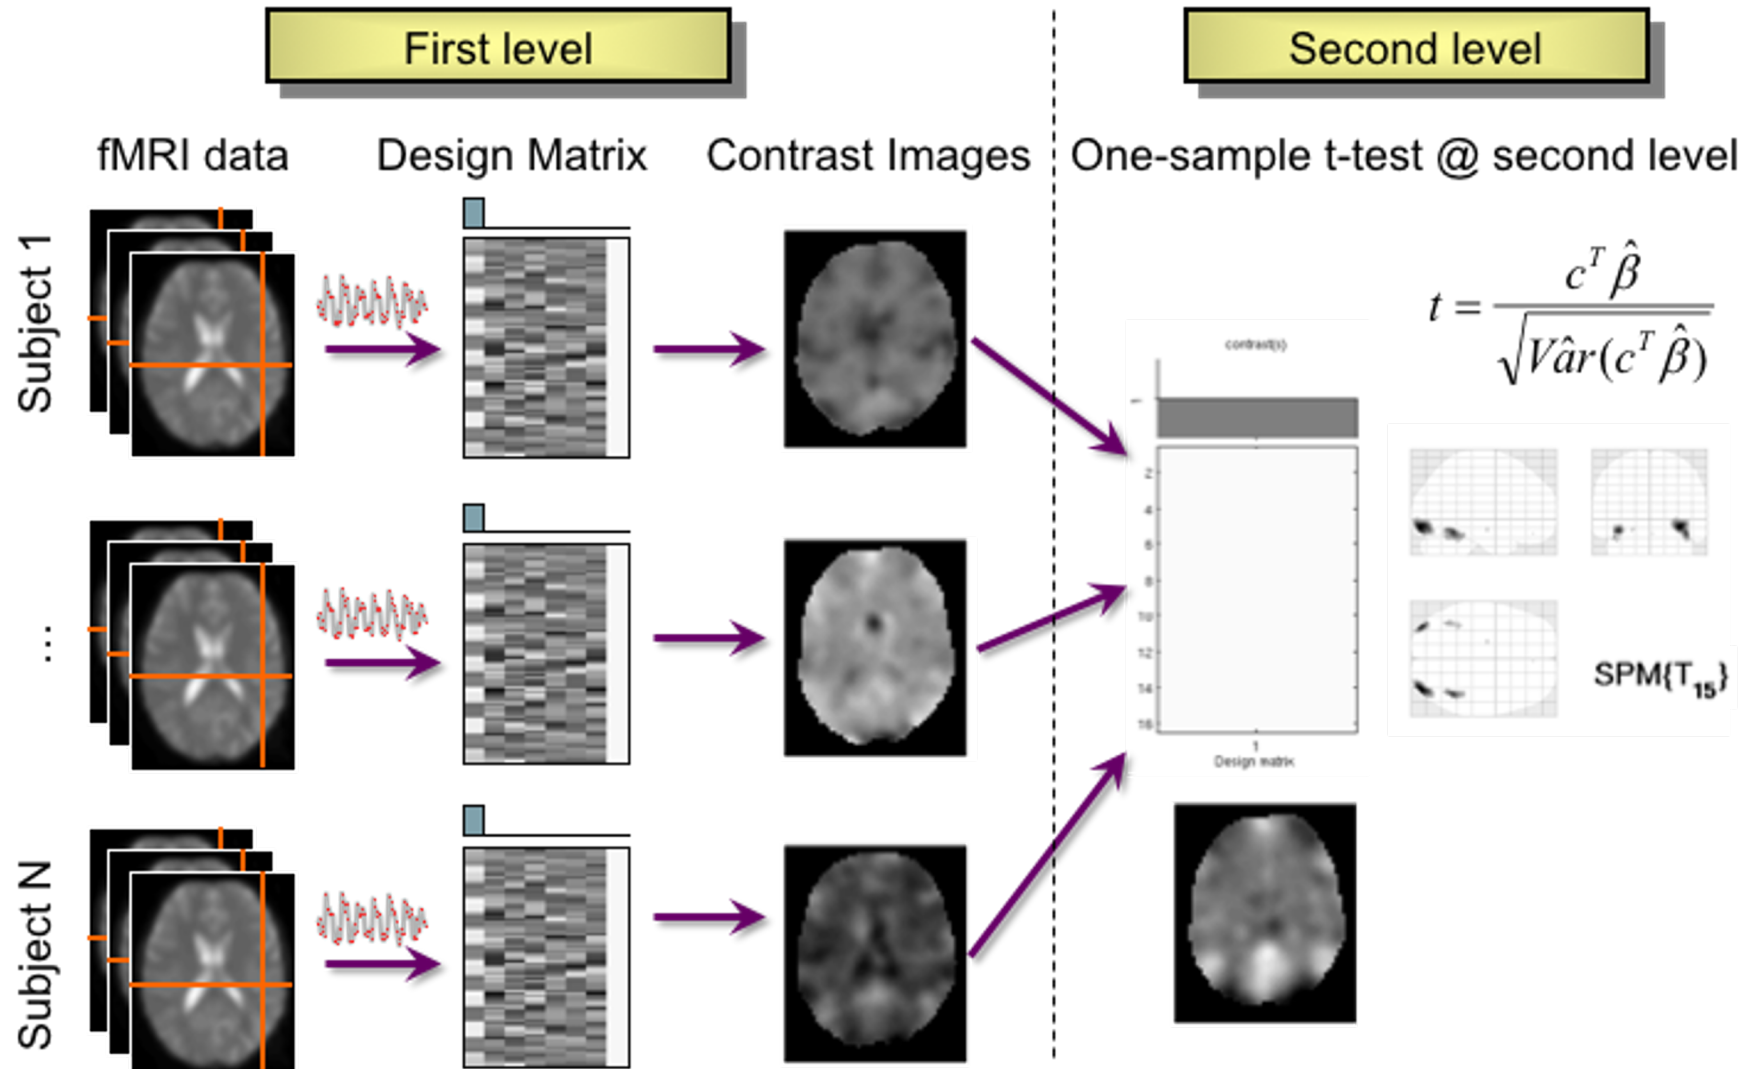 First level
Second level
fMRI data
Design Matrix
Contrast Images
One-sample t-test @ second level
Subject 1
...
Subject N
t = c^T β̂ / √Vâr(c^T β̂)
contrast(s)
1
2
4
6
8
10
12
14
16
1
Design matrix
SPM{T₁₅}